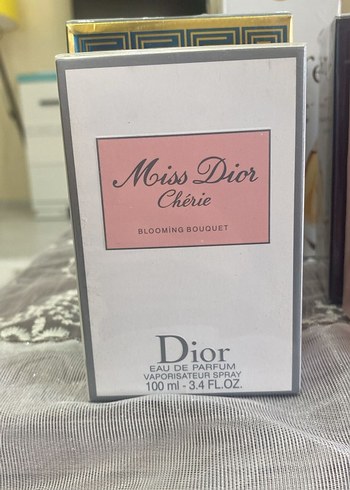 Miss Dior
Chérie
BLOOMING BOUQUET
Dior
EAU DE PARFUM
VAPORISATEUR SPRAY
100 ml - 3.4 FL.OZ.